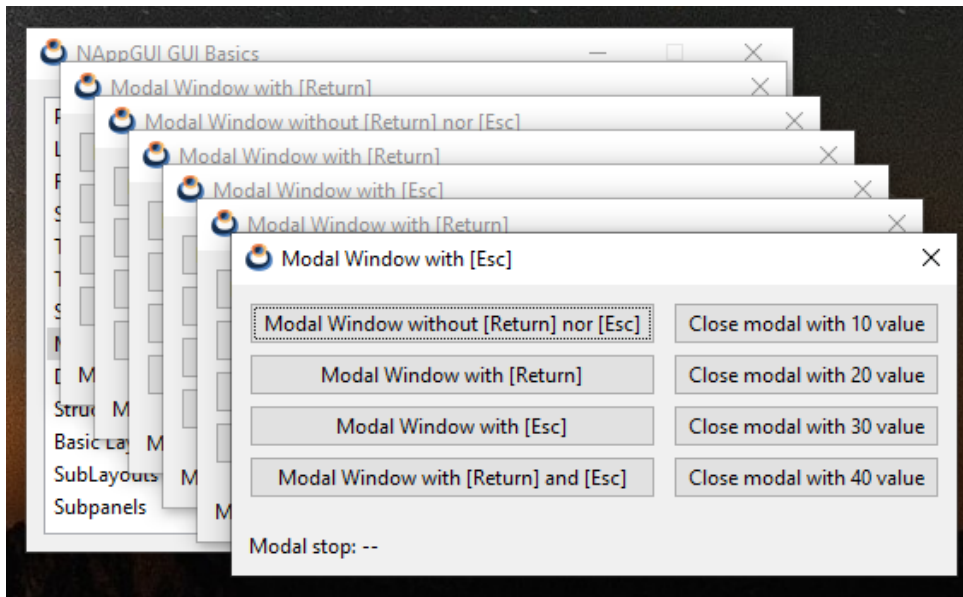 NAppGUI GUI Basics
Modal Window with [Return]
Modal Window without [Return] nor [Esc]
Modal Window with [Return]
Modal Window with [Esc]
Modal Window with [Return]
Modal Window with [Esc]
Modal Window without [Return] nor [Esc]
Close modal with 10 value
Modal Window with [Return]
Close modal with 20 value
Modal Window with [Esc]
Close modal with 30 value
Modal Window with [Return] and [Esc]
Close modal with 40 value
Modal stop: --
SubLayouts
Subpanels